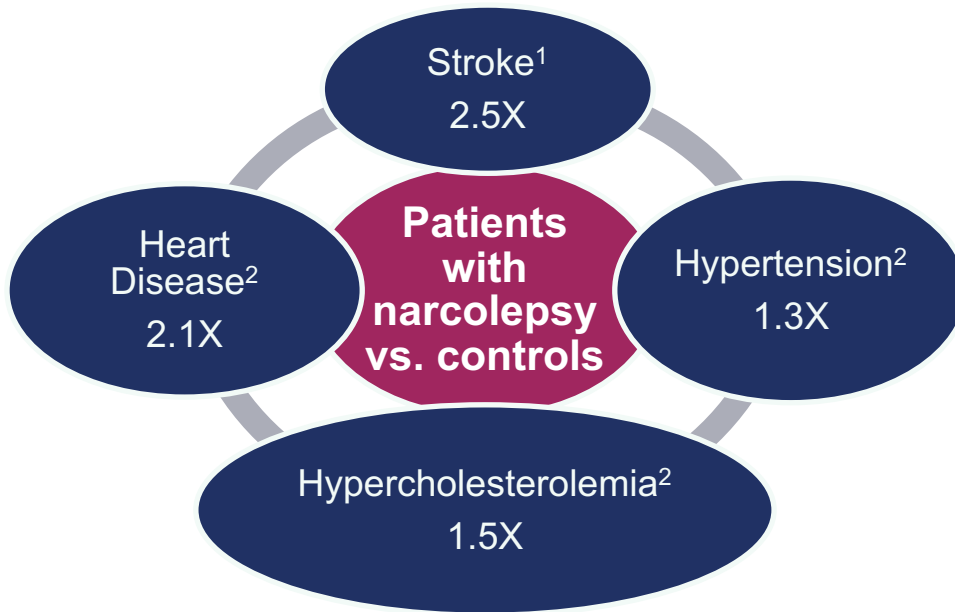 Stroke¹
2.5X
Heart
Disease²
2.1X
Patients
with
narcolepsy
vs. controls
Hypertension²
1.3X
Hypercholesterolemia²
1.5X